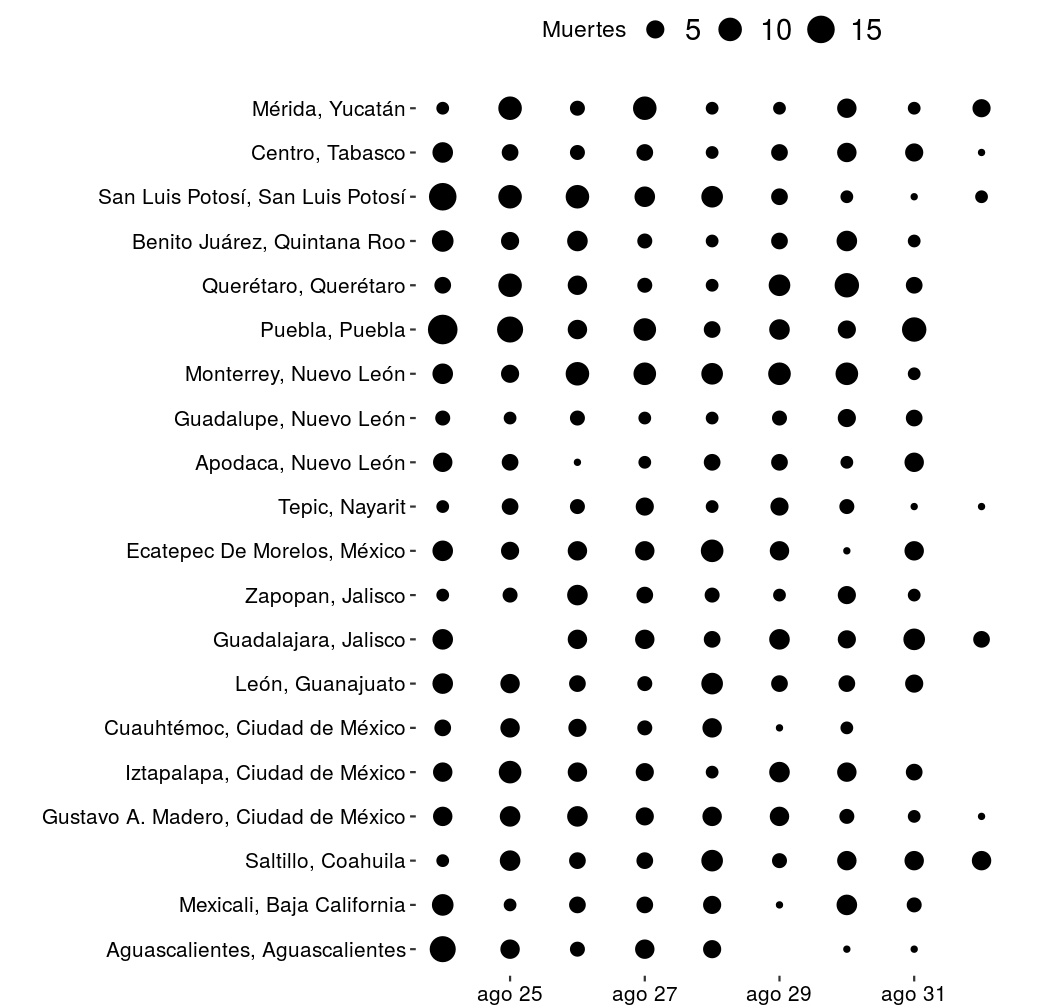 Muertes 5 10 15
Mérida, Yucatán
Centro, Tabasco
San Luis Potosí, San Luis Potosí
Benito Juárez, Quintana Roo
Querétaro, Querétaro
Puebla, Puebla
Monterrey, Nuevo León
Guadalupe, Nuevo León
Apodaca, Nuevo León
Tepic, Nayarit
Ecatepec De Morelos, México
Zapopan, Jalisco
Guadalajara, Jalisco
León, Guanajuato
Cuauhtémoc, Ciudad de México
Iztapalapa, Ciudad de México
Gustavo A. Madero, Ciudad de México
Saltillo, Coahuila
Mexicali, Baja California
Aguascalientes, Aguascalientes
ago 25 ago 27 ago 29 ago 31